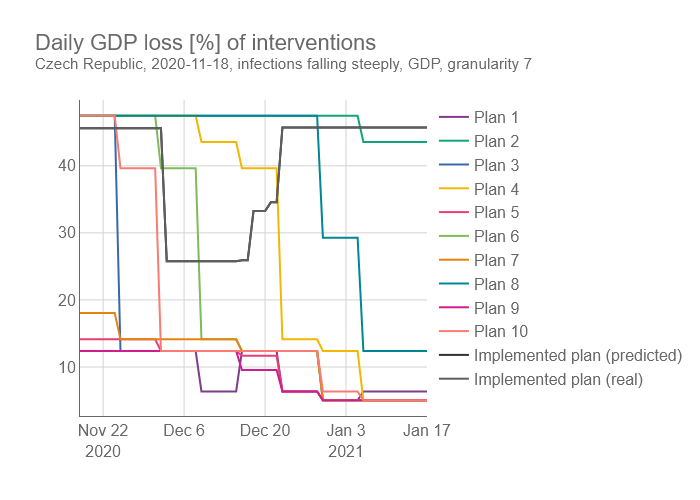 Daily GDP loss [%] of interventions
Czech Republic, 2020-11-18, infections falling steeply, GDP, granularity 7
40
30
20
10
Nov 22
2020
Dec 6
Dec 20
Jan 3
2021
Jan 17
Plan 1
Plan 2
Plan 3
Plan 4
Plan 5
Plan 6
Plan 7
Plan 8
Plan 9
Plan 10
Implemented plan (predicted)
Implemented plan (real)